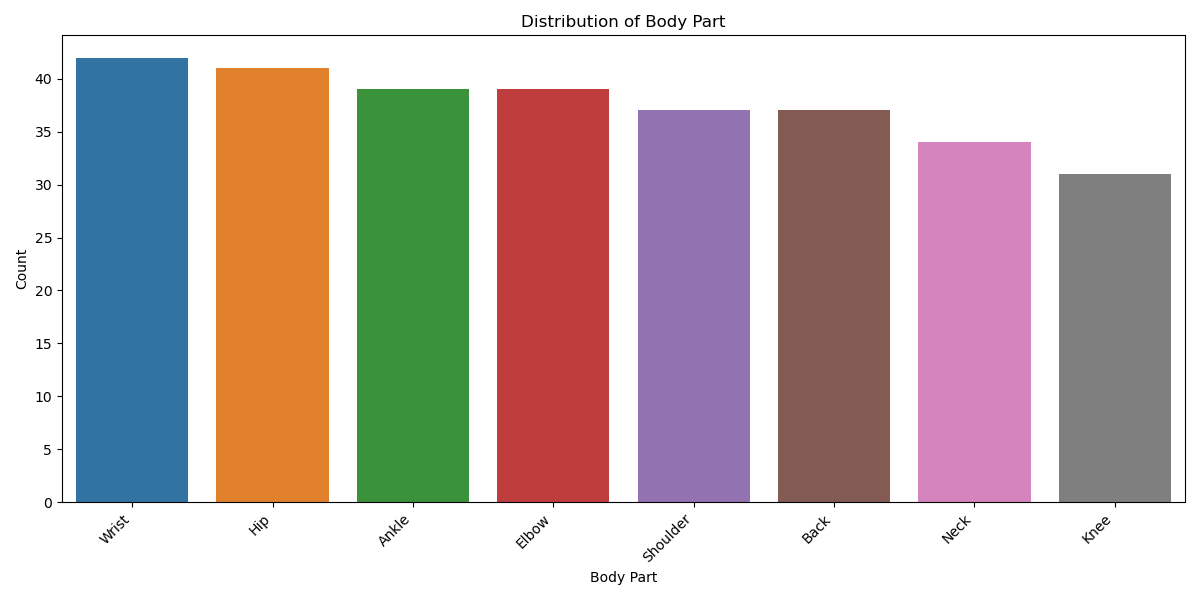 Distribution of Body Part
40
35
30
25
20
15
10
5
0
Count
Wrist
Hip
Ankle
Elbow
Shoulder
Back
Neck
Knee
Body Part